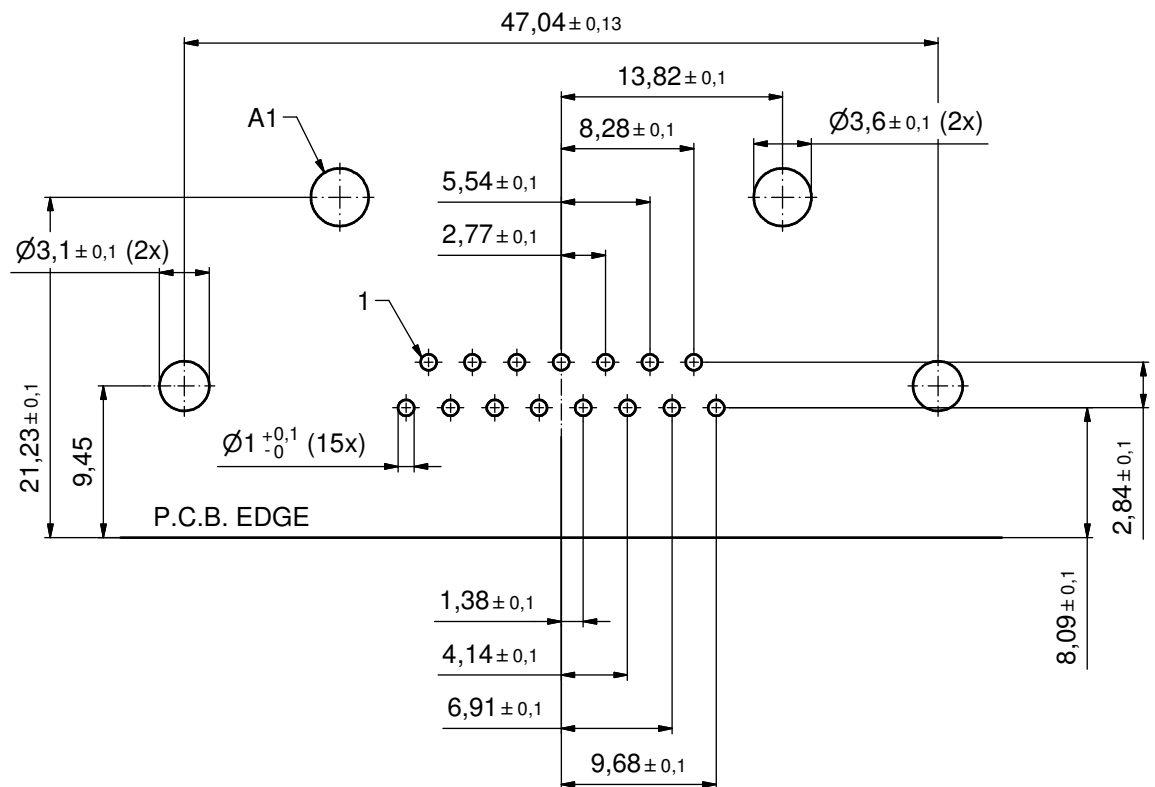 47,04 ± 0,13
13,82 ± 0,1
A1
Ø3,6 ± 0,1 (2x)
8,28 ± 0,1
5,54 ± 0,1
2,77 ± 0,1
Ø3,1 ± 0,1 (2x)
1
21,23 ± 0,1
9,45
Ø1 +0,1 -0 (15x)
2,84 ± 0,1
P.C.B. EDGE
8,09 ± 0,1
1,38 ± 0,1
4,14 ± 0,1
6,91 ± 0,1
9,68 ± 0,1